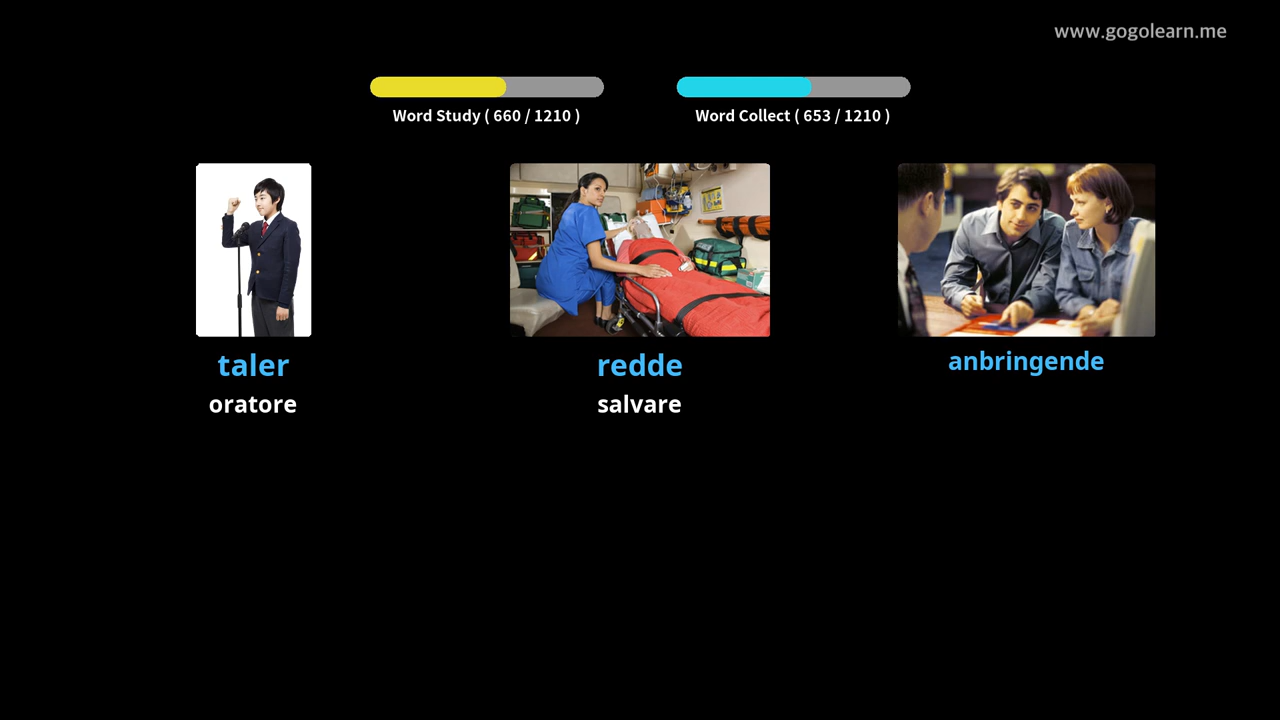 www.gogolearn.me
Word Study ( 660 / 1210 )
Word Collect ( 653 / 1210 )
taler
oratore
redde
salvare
anbringende